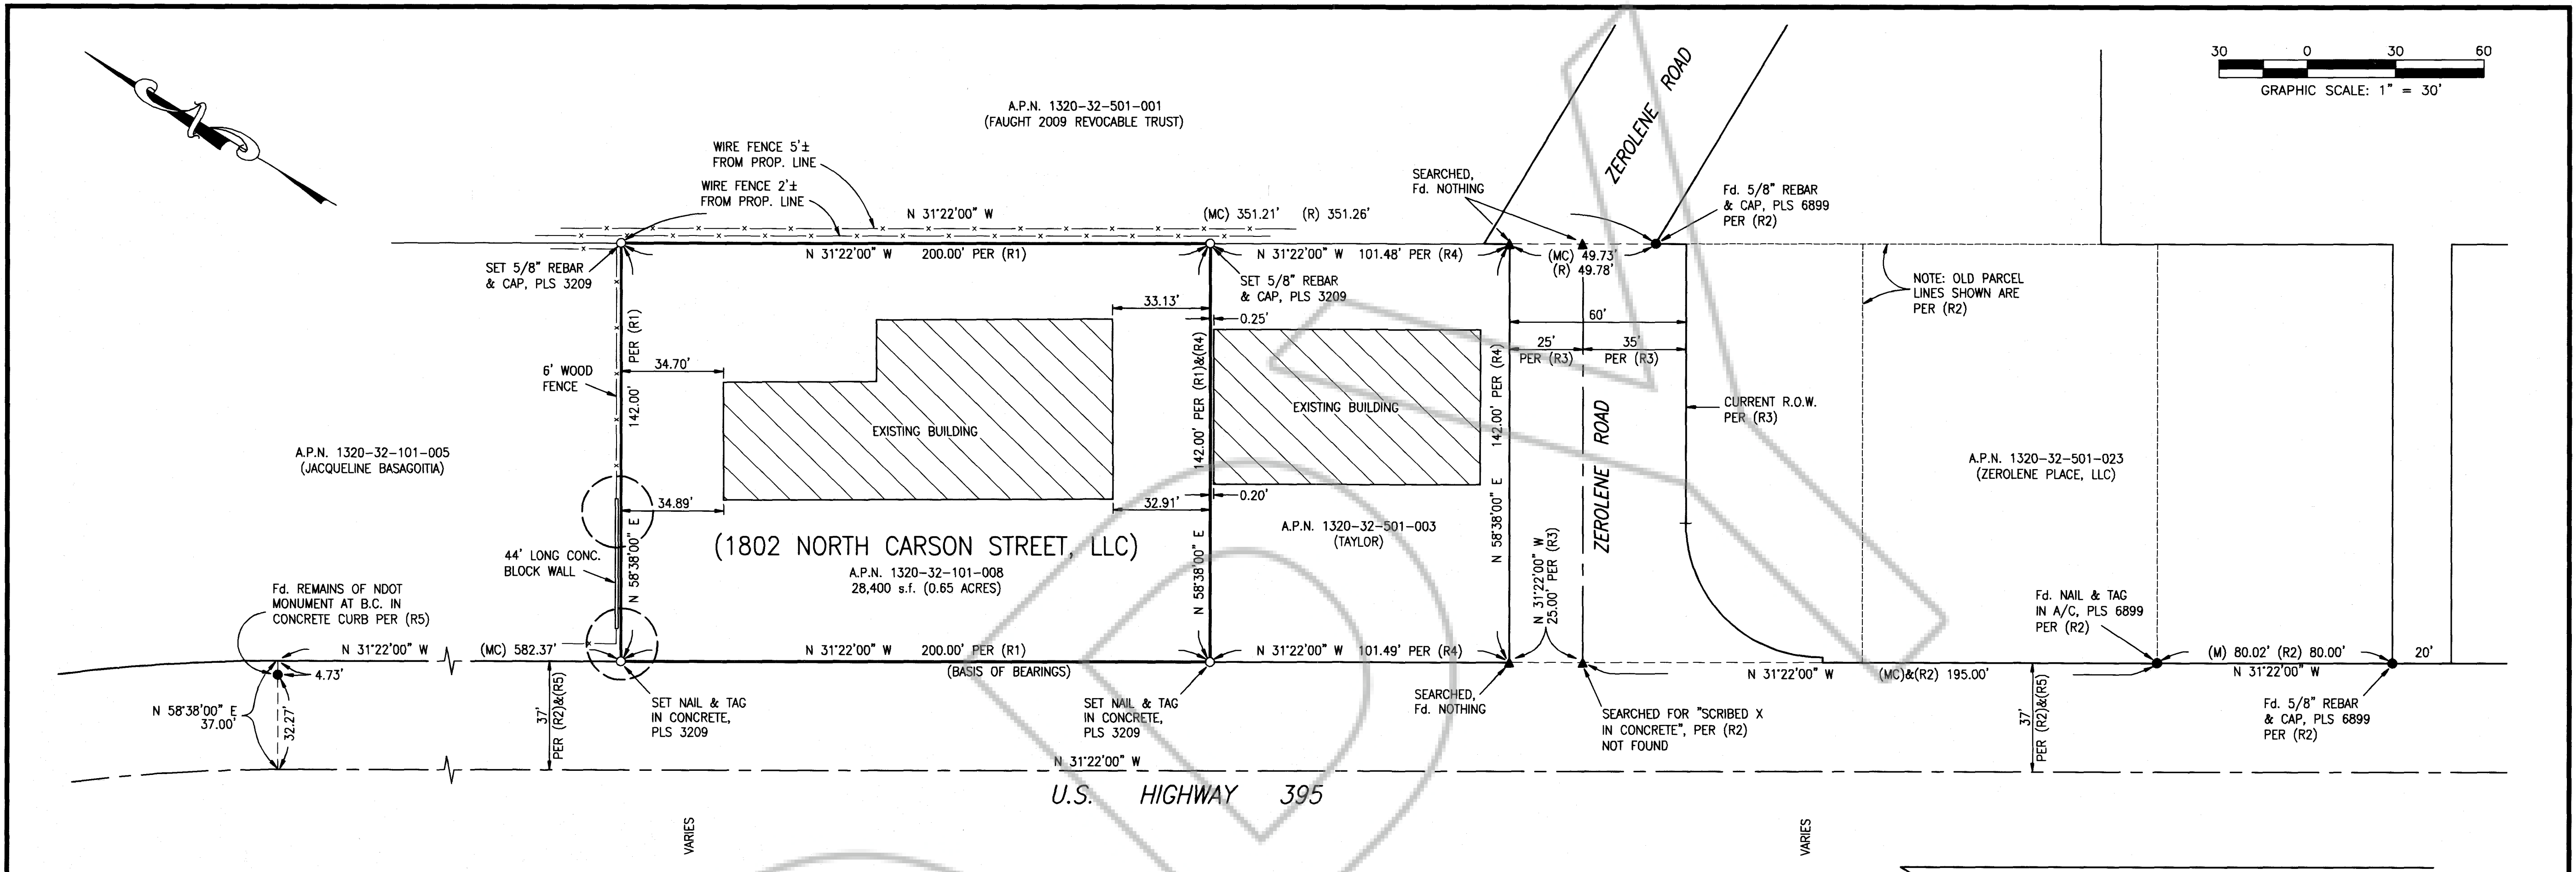 30 0 30 60
GRAPHIC SCALE: 1" = 30'
A.P.N. 1320-32-501-001
(FAUGHT 2009 REVOCABLE TRUST)
ZEROLENE ROAD
WIRE FENCE 5'±
FROM PROP. LINE
WIRE FENCE 2'±
FROM PROP. LINE
N 31°22'00" W (MC) 351.21' (R) 351.26'
SEARCHED,
Fd. NOTHING
Fd. 5/8" REBAR
& CAP, PLS 6899
PER (R2)
SET 5/8" REBAR
& CAP, PLS 3209
N 31°22'00" W 200.00' PER (R1)
N 31°22'00" W 101.48' PER (R4)
(MC) 49.73'
(R) 49.78'
SET 5/8" REBAR
& CAP, PLS 3209
NOTE: OLD PARCEL
LINES SHOWN ARE
PER (R2)
33.13'
0.25'
60'
25'
PER (R3)
35'
PER (R3)
34.70'
6' WOOD
FENCE
N 58°38'00" E 142.00' PER (R1)
EXISTING BUILDING
N 58°38'00" E 142.00' PER (R1)&(R4)
EXISTING BUILDING
N 58°38'00" E 142.00' PER (R4)
ZEROLENE ROAD
CURRENT R.O.W.
PER (R3)
A.P.N. 1320-32-101-005
(JACQUELINE BASAGOITIA)
A.P.N. 1320-32-501-023
(ZEROLENE PLACE, LLC)
34.89'
32.91'
0.20'
(1802 NORTH CARSON STREET, LLC)
A.P.N. 1320-32-101-008
28,400 s.f. (0.65 ACRES)
A.P.N. 1320-32-501-003
(TAYLOR)
N 31°22'00" W
25.00' PER (R3)
44' LONG CONC.
BLOCK WALL
Fd. REMAINS OF NDOT
MONUMENT AT B.C. IN
CONCRETE CURB PER (R5)
Fd. NAIL & TAG
IN A/C, PLS 6899
PER (R2)
N 31°22'00" W (MC) 582.37'
N 31°22'00" W 200.00' PER (R1)
(BASIS OF BEARINGS)
N 31°22'00" W 101.49' PER (R4)
N 31°22'00" W (MC)&(R2) 195.00'
(M) 80.02' (R2) 80.00'
N 31°22'00" W
20'
4.73'
N 58°38'00" E
37.00'
32.27'
37'
PER (R2)&(R5)
SET NAIL & TAG
IN CONCRETE,
PLS 3209
SET NAIL & TAG
IN CONCRETE,
PLS 3209
SEARCHED,
Fd. NOTHING
SEARCHED FOR "SCRIBED X
IN CONCRETE", PER (R2)
NOT FOUND
37'
PER (R2)&(R5)
Fd. 5/8" REBAR
& CAP, PLS 6899
PER (R2)
N 31°22'00" W
U.S. HIGHWAY 395
VARIES
VARIES